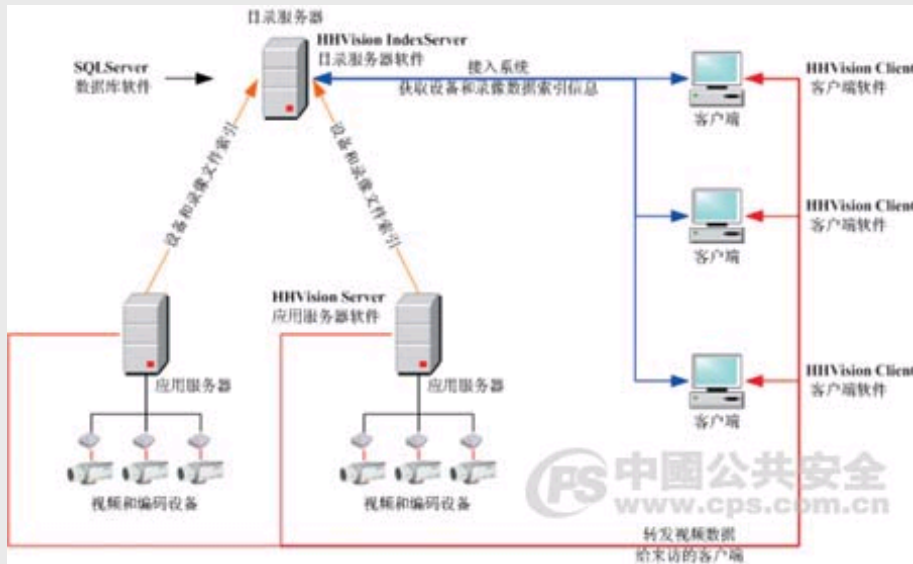 目录服务器
HHVision IndexServer
目录服务器软件
SQLServer
数据库软件
接入系统
获取设备和录像数据索引信息
HHVision Client
客户端软件
客户端
设备和录像文件索引
设备和录像文件索引
HHVision Client
客户端软件
客户端
HHVision Server
应用服务器软件
应用服务器
应用服务器
HHVision Client
客户端软件
客户端
视频和编码设备
视频和编码设备
CPS 中國公共安全
www.cps.com.cn
转发视频数据
给来访的客户端